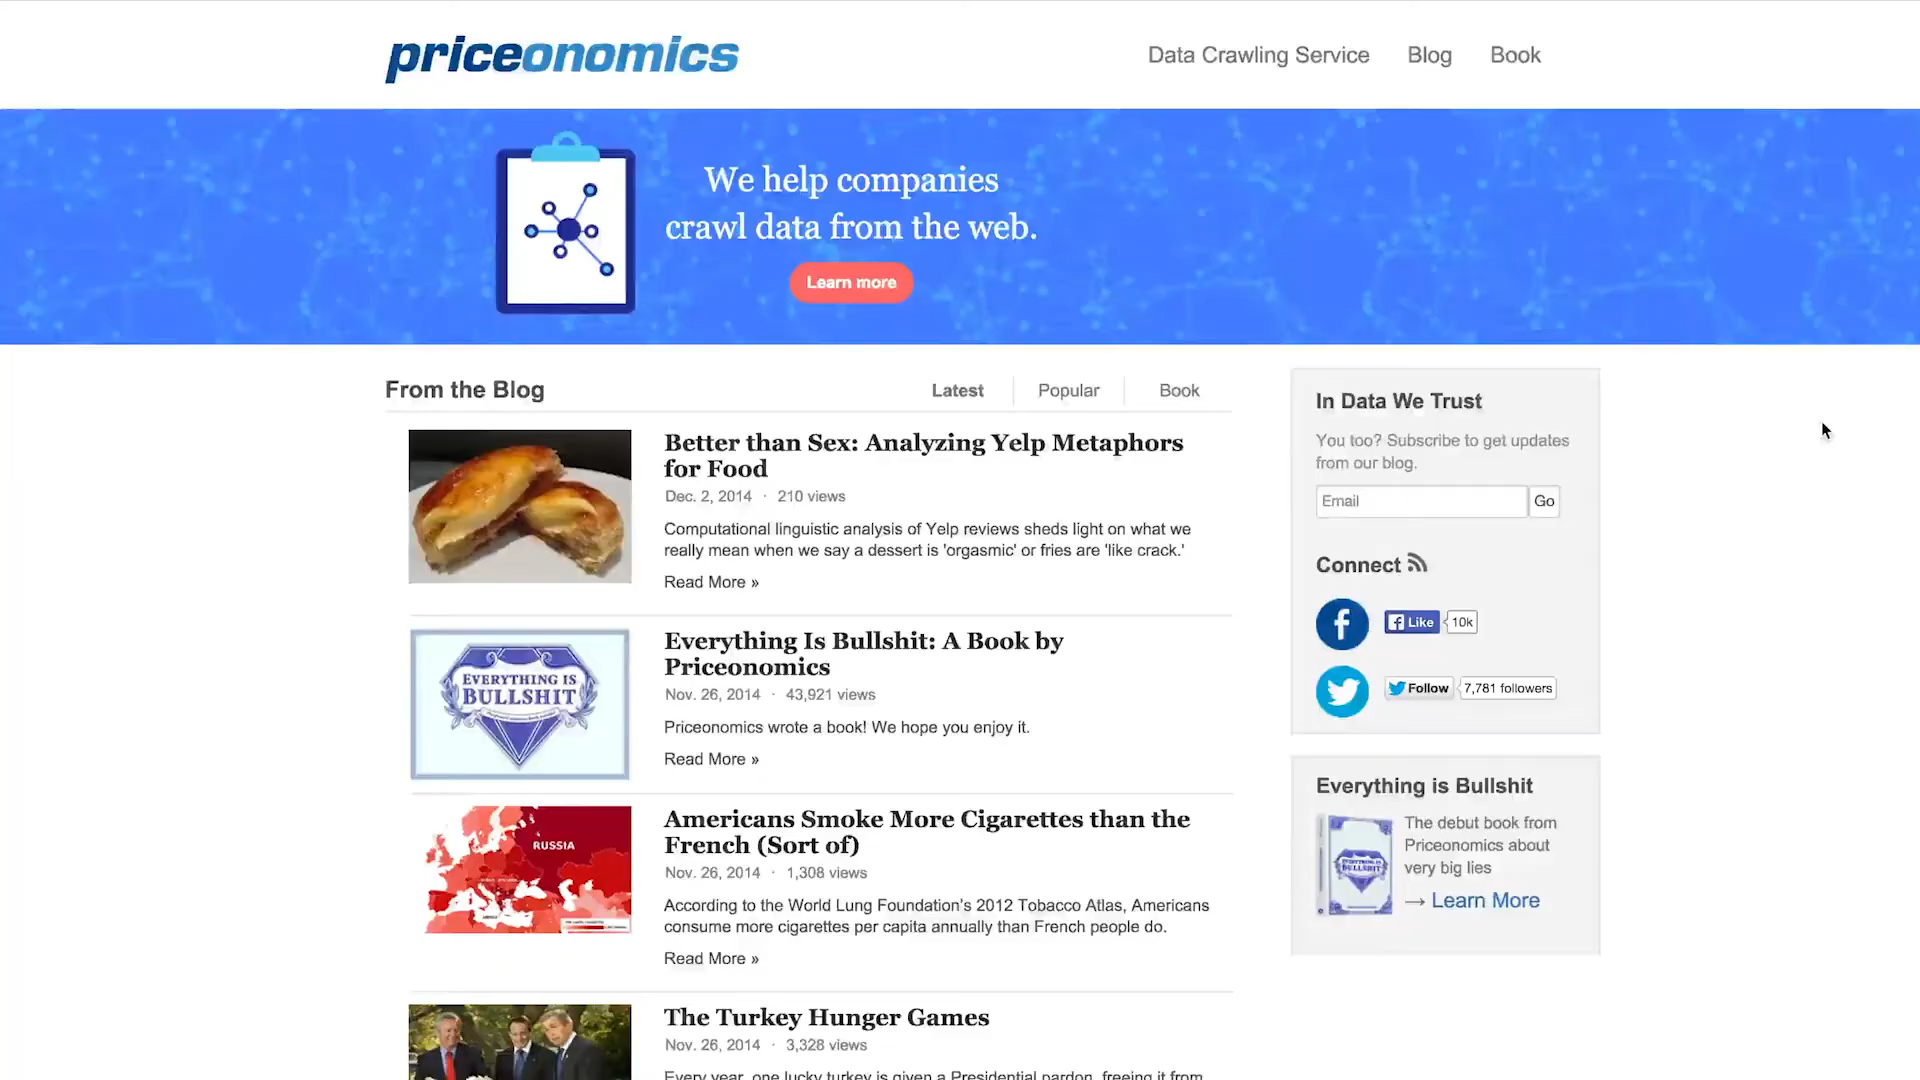 priceonomics
Data Crawling Service
Blog
Book
We help companies
crawl data from the web.
Learn more
From the Blog
Latest
Popular
Book
Better than Sex: Analyzing Yelp Metaphors
for Food
Dec. 2, 2014 · 210 views
Computational linguistic analysis of Yelp reviews sheds light on what we
really mean when we say a dessert is 'orgasmic' or fries are 'like crack.'
Read More »
EVERYTHING IS
BULLSHIT
Everything Is Bullshit: A Book by
Priceonomics
Nov. 26, 2014 · 43,921 views
Priceonomics wrote a book! We hope you enjoy it.
Read More »
RUSSIA
Americans Smoke More Cigarettes than the
French (Sort of)
Nov. 26, 2014 · 1,308 views
According to the World Lung Foundation's 2012 Tobacco Atlas, Americans
consume more cigarettes per capita annually than French people do.
Read More »
The Turkey Hunger Games
Nov. 26, 2014 · 3,328 views
Every year, one lucky turkey is given a Presidential pardon, freeing it from
In Data We Trust
You too? Subscribe to get updates
from our blog.
Email
Go
Connect
Like
10k
Follow
7,781 followers
Everything is Bullshit
EVERYTHING IS
BULLSHIT
The debut book from
Priceonomics about
very big lies
→ Learn More